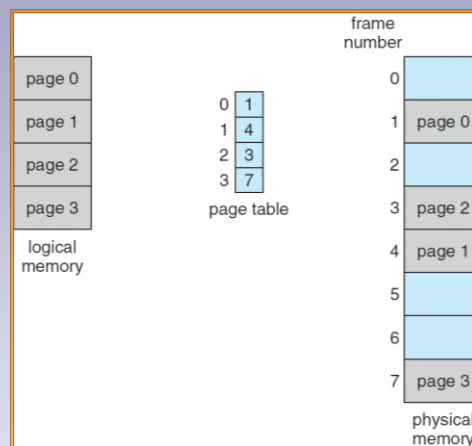 frame
number
page 0
page 1
page 2
page 3
logical
memory
0 1
1 4
2 3
3 7
page table
0
1 page 0
2
3 page 2
4 page 1
5
6
7 page 3
physical
memory